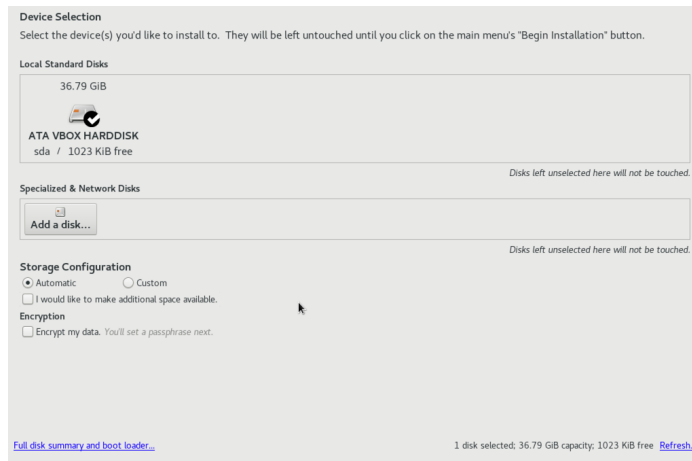 Device Selection
Select the device(s) you'd like to install to. They will be left untouched until you click on the main menu's "Begin Installation" button.
Local Standard Disks
36.79 GiB
ATA VBOX HARDDISK
sda / 1023 KiB free
Disks left unselected here will not be touched.
Specialized & Network Disks
Add a disk...
Disks left unselected here will not be touched.
Storage Configuration
Automatic Custom
I would like to make additional space available.
Encryption
Encrypt my data. You'll set a passphrase next.
Full disk summary and boot loader... 1 disk selected; 36.79 GiB capacity; 1023 KiB free Refresh.